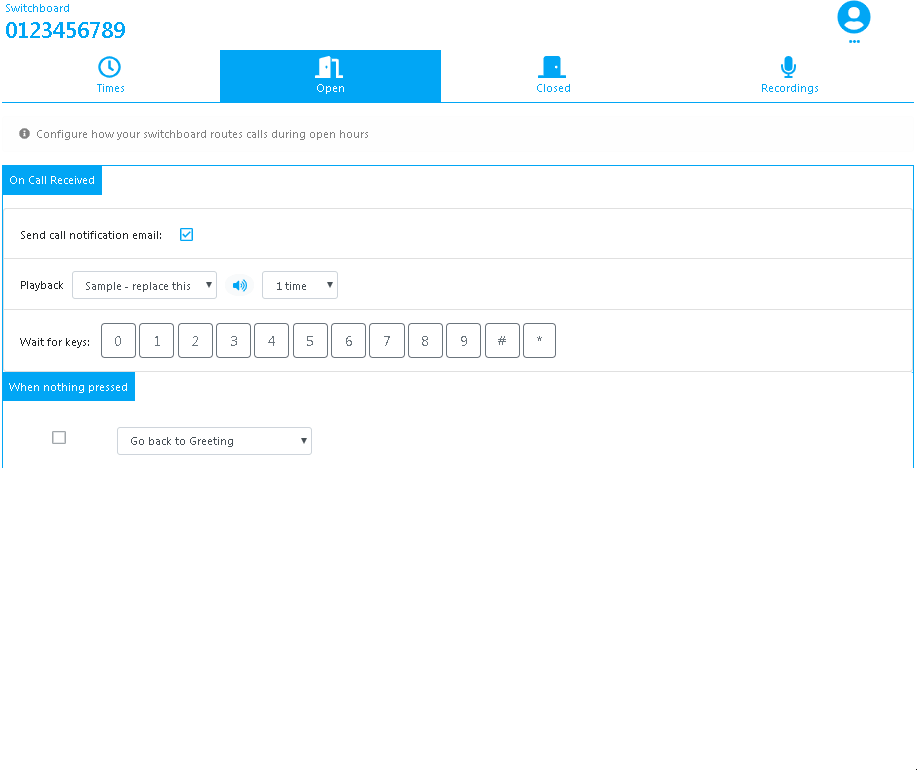 Switchboard
0123456789
Times
Open
Closed
Recordings
Configure how your switchboard routes calls during open hours
On Call Received
Send call notification email:
Playback Sample - replace this 1 time
Wait for keys: 0 1 2 3 4 5 6 7 8 9 # *
When nothing pressed
Go back to Greeting